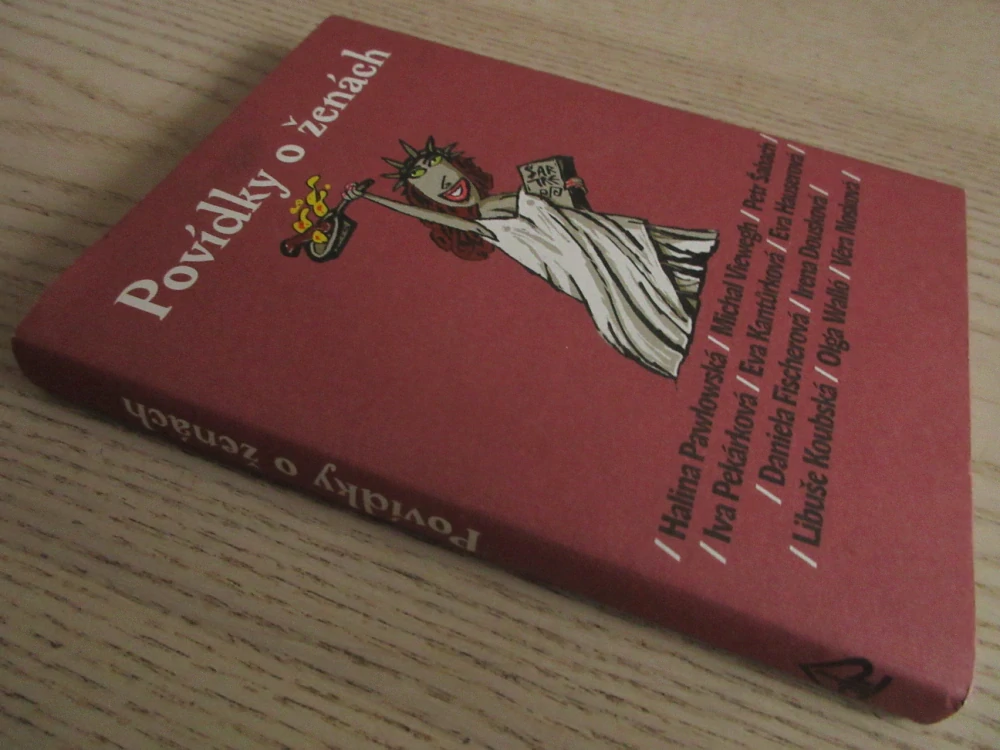 Povídky o ženách
/ Halina Pawlowská / Michal Viewegh / Petr Šabach /
/ Iva Pekárková / Eva Kantůrková / Eva Hauserová /
/ Daniela Fischerová / Irena Dousková /
/ Libuše Koubská / Olga Walló / Věra Nosková /
Povídky o ženách